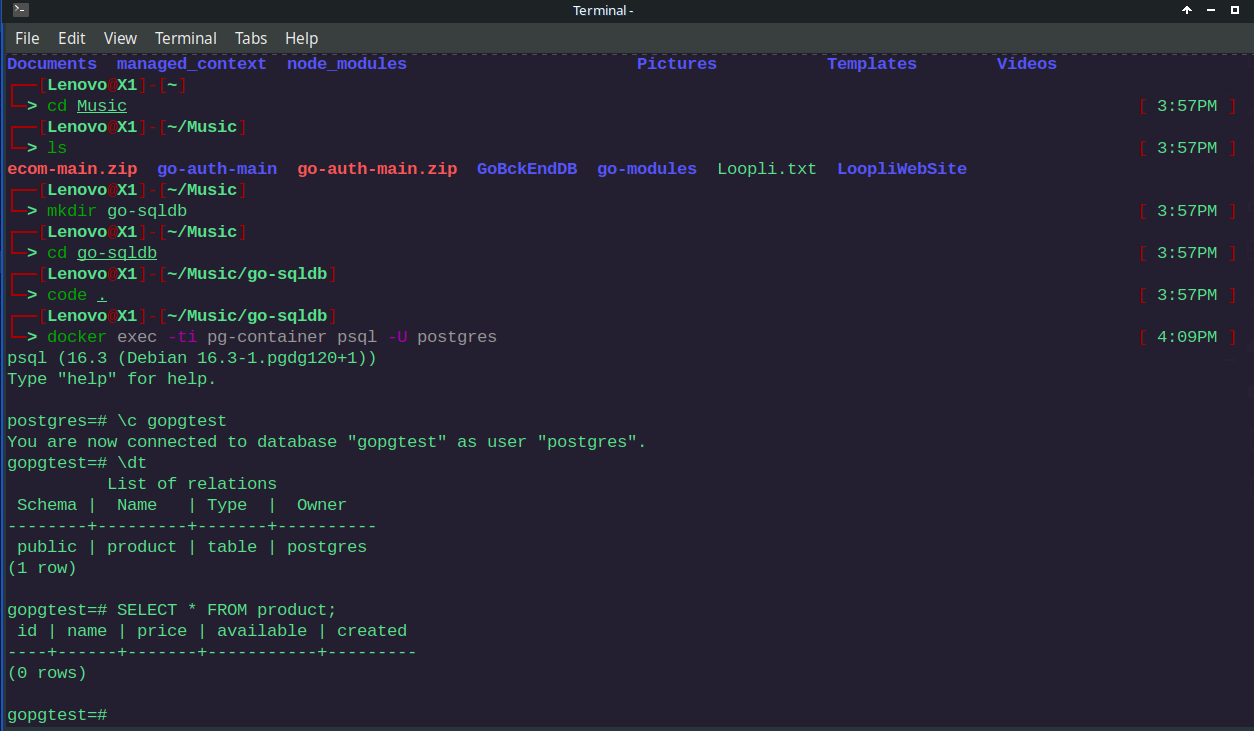 Terminal -
File Edit View Terminal Tabs Help
Documents  managed_context  node_modules                       Pictures           Templates        Videos
┌──[Lenovo@X1]-[~]
└─> cd Music                                                                                                     [ 3:57PM ]
┌──[Lenovo@X1]-[~/Music]
└─> ls                                                                                                           [ 3:57PM ]
ecom-main.zip  go-auth-main  go-auth-main.zip  GoBckEndDB  go-modules  Loopli.txt  LoopliWebSite
┌──[Lenovo@X1]-[~/Music]
└─> mkdir go-sqldb                                                                                               [ 3:57PM ]
┌──[Lenovo@X1]-[~/Music]
└─> cd go-sqldb                                                                                                  [ 3:57PM ]
┌──[Lenovo@X1]-[~/Music/go-sqldb]
└─> code .                                                                                                       [ 3:57PM ]
┌──[Lenovo@X1]-[~/Music/go-sqldb]
└─> docker exec -ti pg-container psql -U postgres                                                                [ 4:09PM ]
psql (16.3 (Debian 16.3-1.pgdg120+1))
Type "help" for help.

postgres=# \c gopgtest
You are now connected to database "gopgtest" as user "postgres".
gopgtest=# \dt
          List of relations
 Schema |  Name   | Type  |  Owner
--------+---------+-------+----------
 public | product | table | postgres
(1 row)

gopgtest=# SELECT * FROM product;
 id | name | price | available | created
----+------+-------+-----------+---------
(0 rows)

gopgtest=#